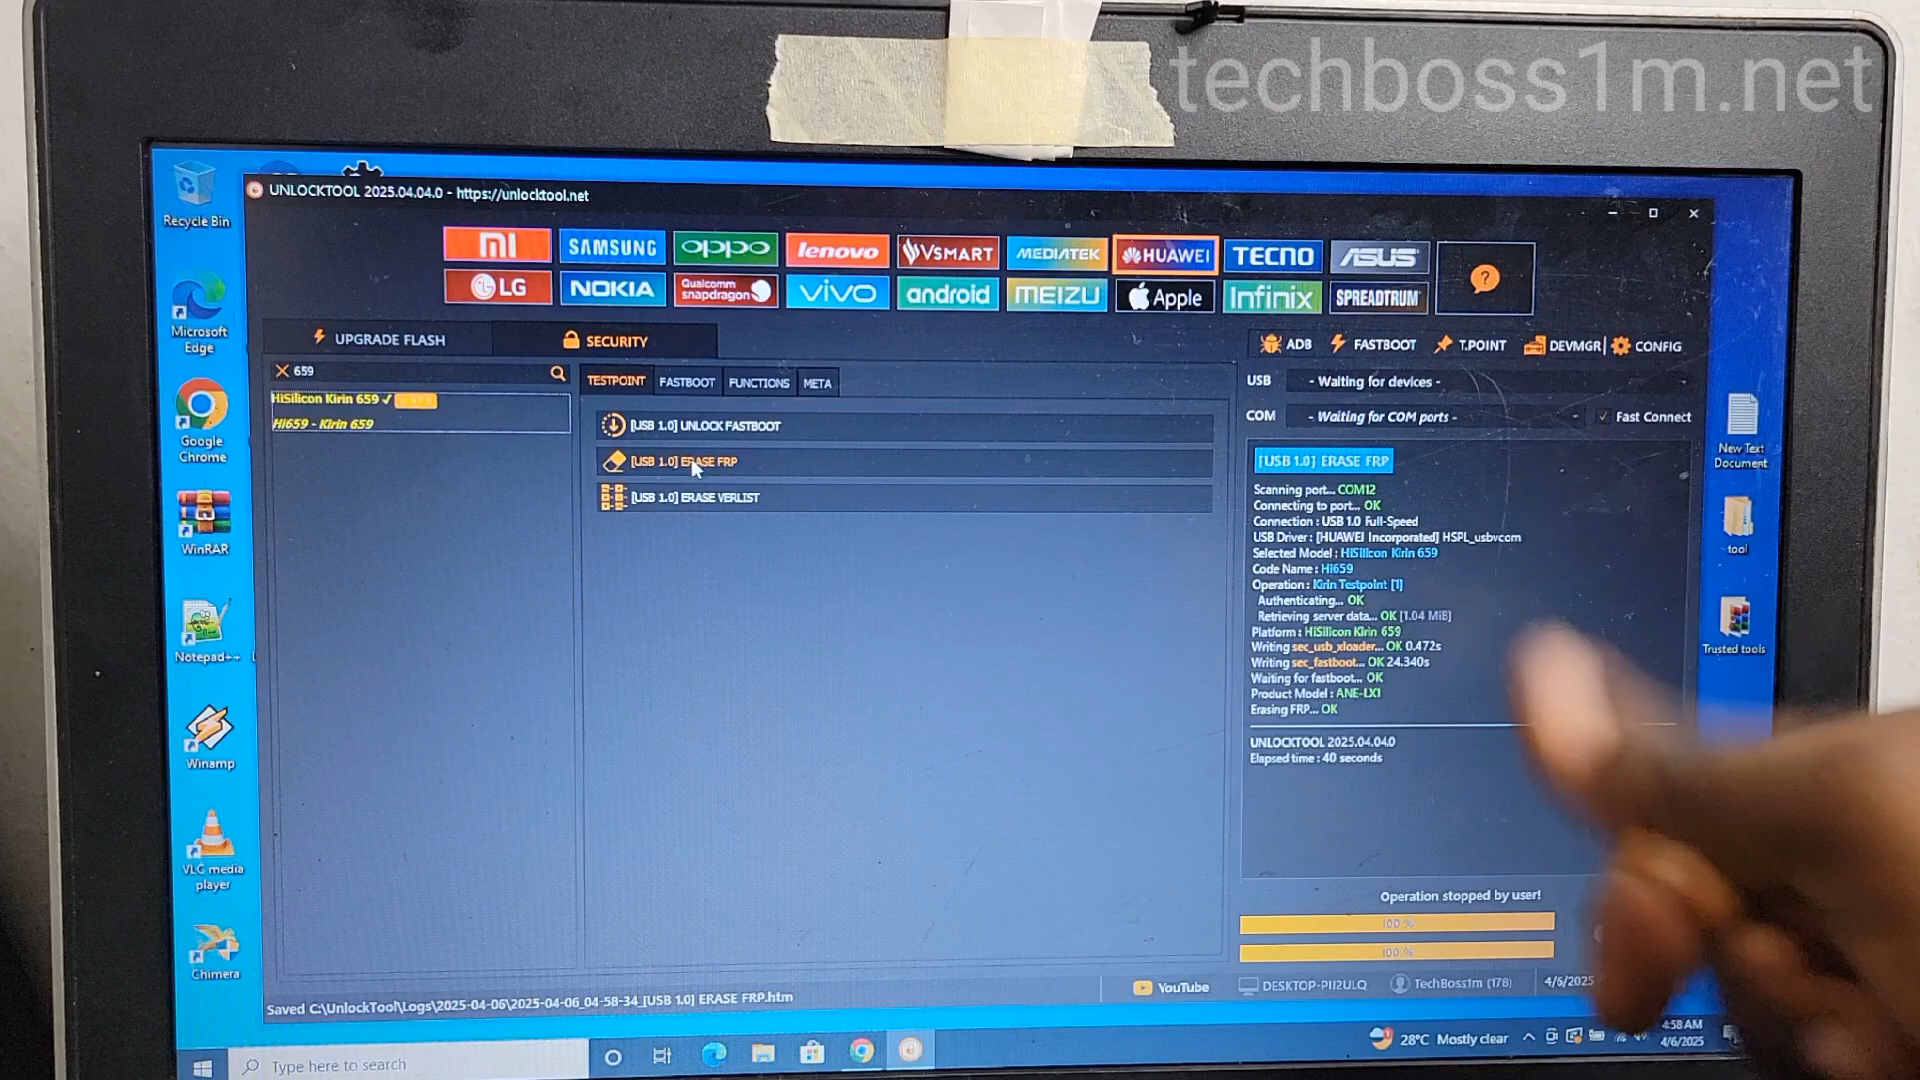 techboss1m.net
UNLOCKTOOL 2025.04.04.0 - https://unlocktool.net
Recycle Bin
MI SAMSUNG oppo lenovo VSMART MEDIATEK HUAWEI TECNO ASUS
LG NOKIA Qualcomm snapdragon vivo android MEIZU Apple Infinix SPREADTRUM ?
Microsoft Edge
Google Chrome
WinRAR
Notepad++
Winamp
VLC media player
Chimera
UPGRADE FLASH SECURITY
ADB FASTBOOT T.POINT DEVMGR CONFIG
659
HiSilicon Kirin 659 ✓
Hi659 - Kirin 659
TESTPOINT FASTBOOT FUNCTIONS META
[USB 1.0] UNLOCK FASTBOOT
[USB 1.0] ERASE FRP
[USB 1.0] ERASE VERLIST
USB - Waiting for devices -
COM - Waiting for COM ports - Fast Connect
[USB 1.0] ERASE FRP
Scanning port... COM12
Connecting to port... OK
Connection : USB 1.0 Full-Speed
USB Driver : [HUAWEI Incorporated] HSPL_usbvcom
Selected Model : HiSilicon Kirin 659
Code Name : Hi659
Operation : Kirin Testpoint [1]
Authenticating... OK
Retrieving server data... OK [1.04 MiB]
Platform : HiSilicon Kirin 659
Writing sec_usb_xloader... OK 0.472s
Writing sec_fastboot... OK 24.340s
Waiting for fastboot... OK
Product Model : ANE-LX1
Erasing FRP... OK
UNLOCKTOOL 2025.04.04.0
Elapsed time : 40 seconds
Operation stopped by user!
100 %
100 %
New Text Document
tool
Trusted tools
Saved C:\UnlockTool\Logs\2025-04-06\2025-04-06_04-58-34_[USB 1.0] ERASE FRP.htm
YouTube DESKTOP-PII2ULQ TechBoss1m (178) 4/6/2025
Type here to search
28°C Mostly clear
4:58 AM
4/6/2025